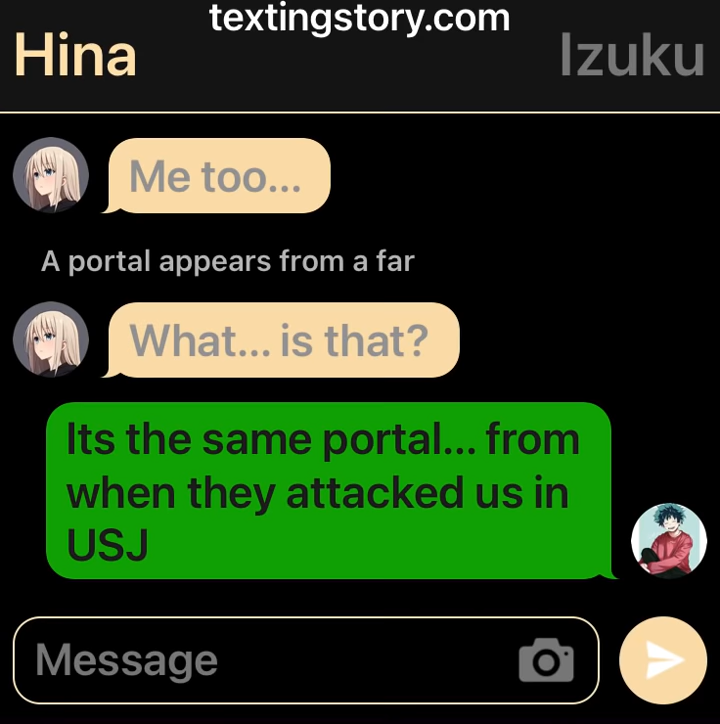 textingstory.com
Hina
Izuku
Me too...
A portal appears from a far
What... is that?
Its the same portal... from
when they attacked us in
USJ
Message